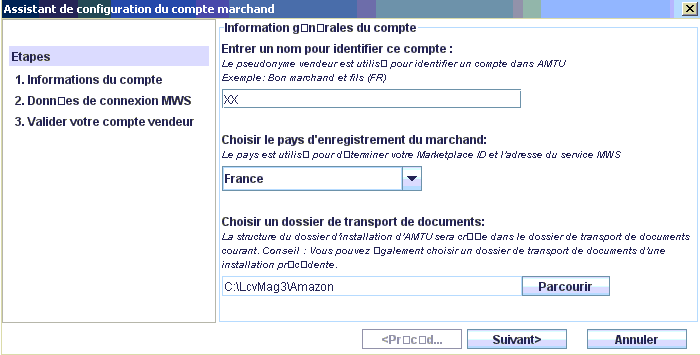 Assistant de configuration du compte marchand
Etapes
1. Informations du compte
2. Donn□es de connexion MWS
3. Valider votre compte vendeur
Information g□n□rales du compte
Entrer un nom pour identifier ce compte :
Le pseudonyme vendeur est utilis□ pour identifier un compte dans AMTU
Exemple: Bon marchand et fils (FR)
XX
Choisir le pays d'enregistrement du marchand:
Le pays est utilis□ pour d□terminer votre Marketplace ID et l'adresse du service MWS
France
Choisir un dossier de transport de documents:
La structure du dossier d'installation d'AMTU sera cr□□e dans le dossier de transport de documents
courant. Conseil : Vous pouvez □galement choisir un dossier de transport de documents d'une
installation pr□c□dente.
C:\LcvMag3\Amazon
Parcourir
<Pr□c□d...
Suivant>
Annuler